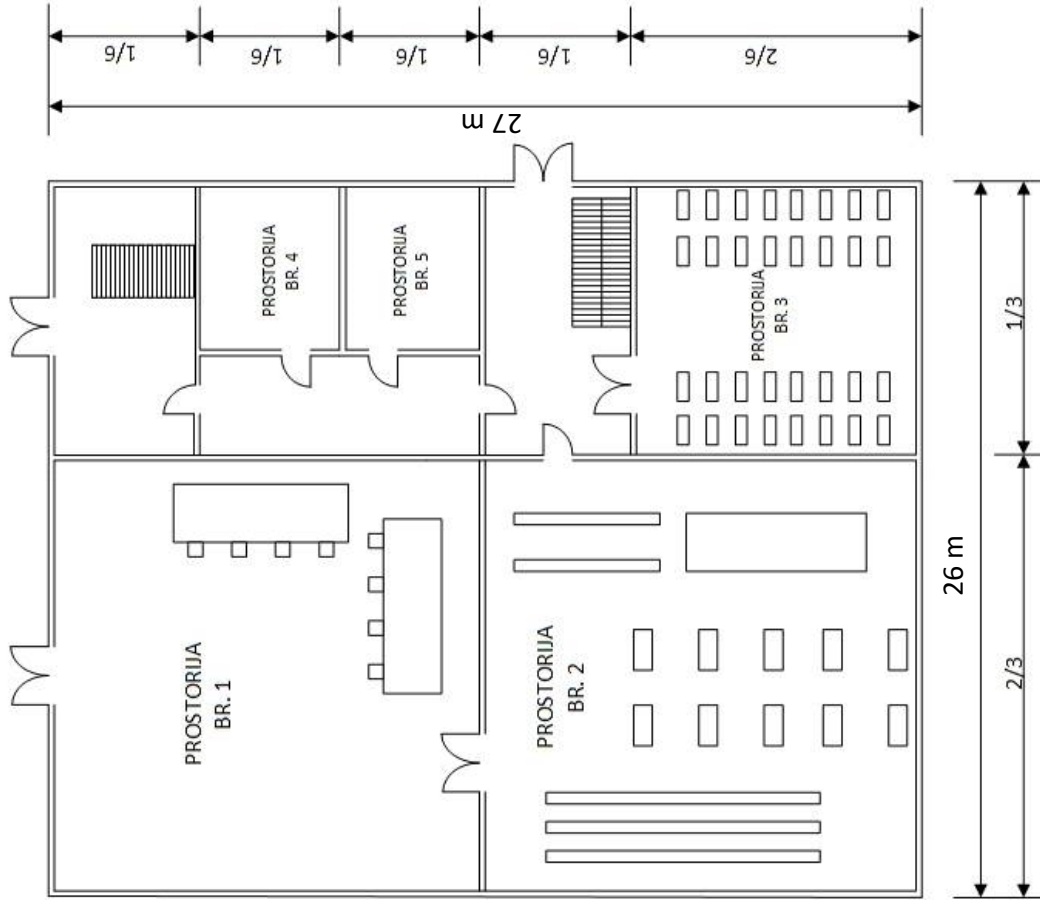 1/6
1/6
1/6
1/6
2/6
27 m
PROSTORIJA
BR. 4
PROSTORIJA
BR. 5
PROSTORIJA
BR. 3
PROSTORIJA
BR. 1
PROSTORIJA
BR. 2
26 m
1/3
2/3